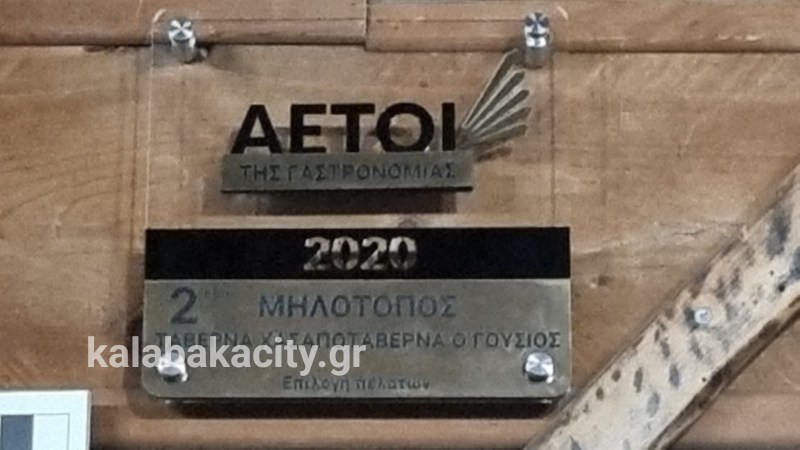 ΑΕΤΟΙ
ΤΗΣ ΓΑΣΤΡΟΝΟΜΙΑΣ
2020
2 ΜΗΛΟΤΟΠΟΣ
ΤΑΒΕΡΝΑ ΧΑΣΑΠΟΤΑΒΕΡΝΑ Ο ΓΟΥΣΙΟΣ
kalabakacity.gr
Επιλογή πελατών